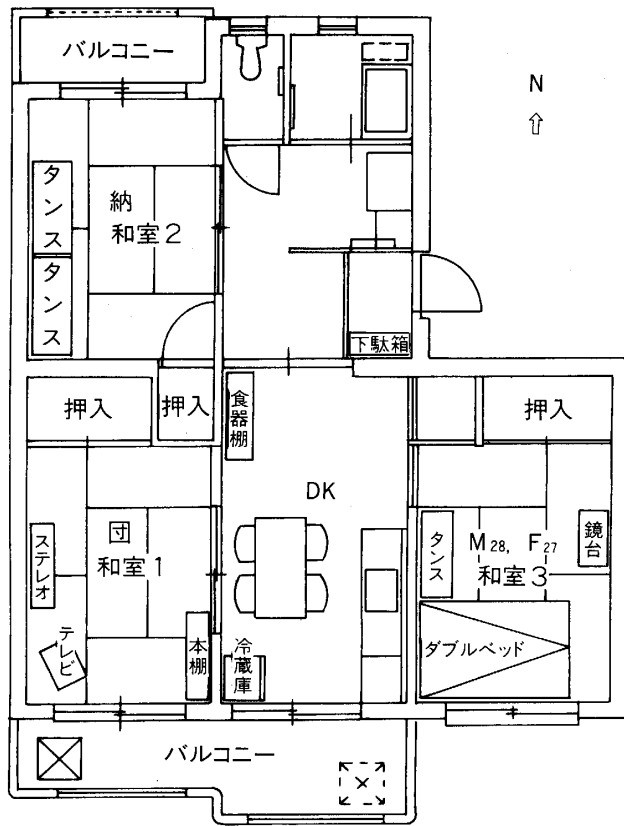 バルコニー
N
納
和室2
タンス
タンス
下駄箱
押入
押入
食器棚
押入
DK
団
和室1
ステレオ
テレビ
本棚
冷蔵庫
タンス
M28, F27
和室3
鏡台
ダブルベッド
バルコニー